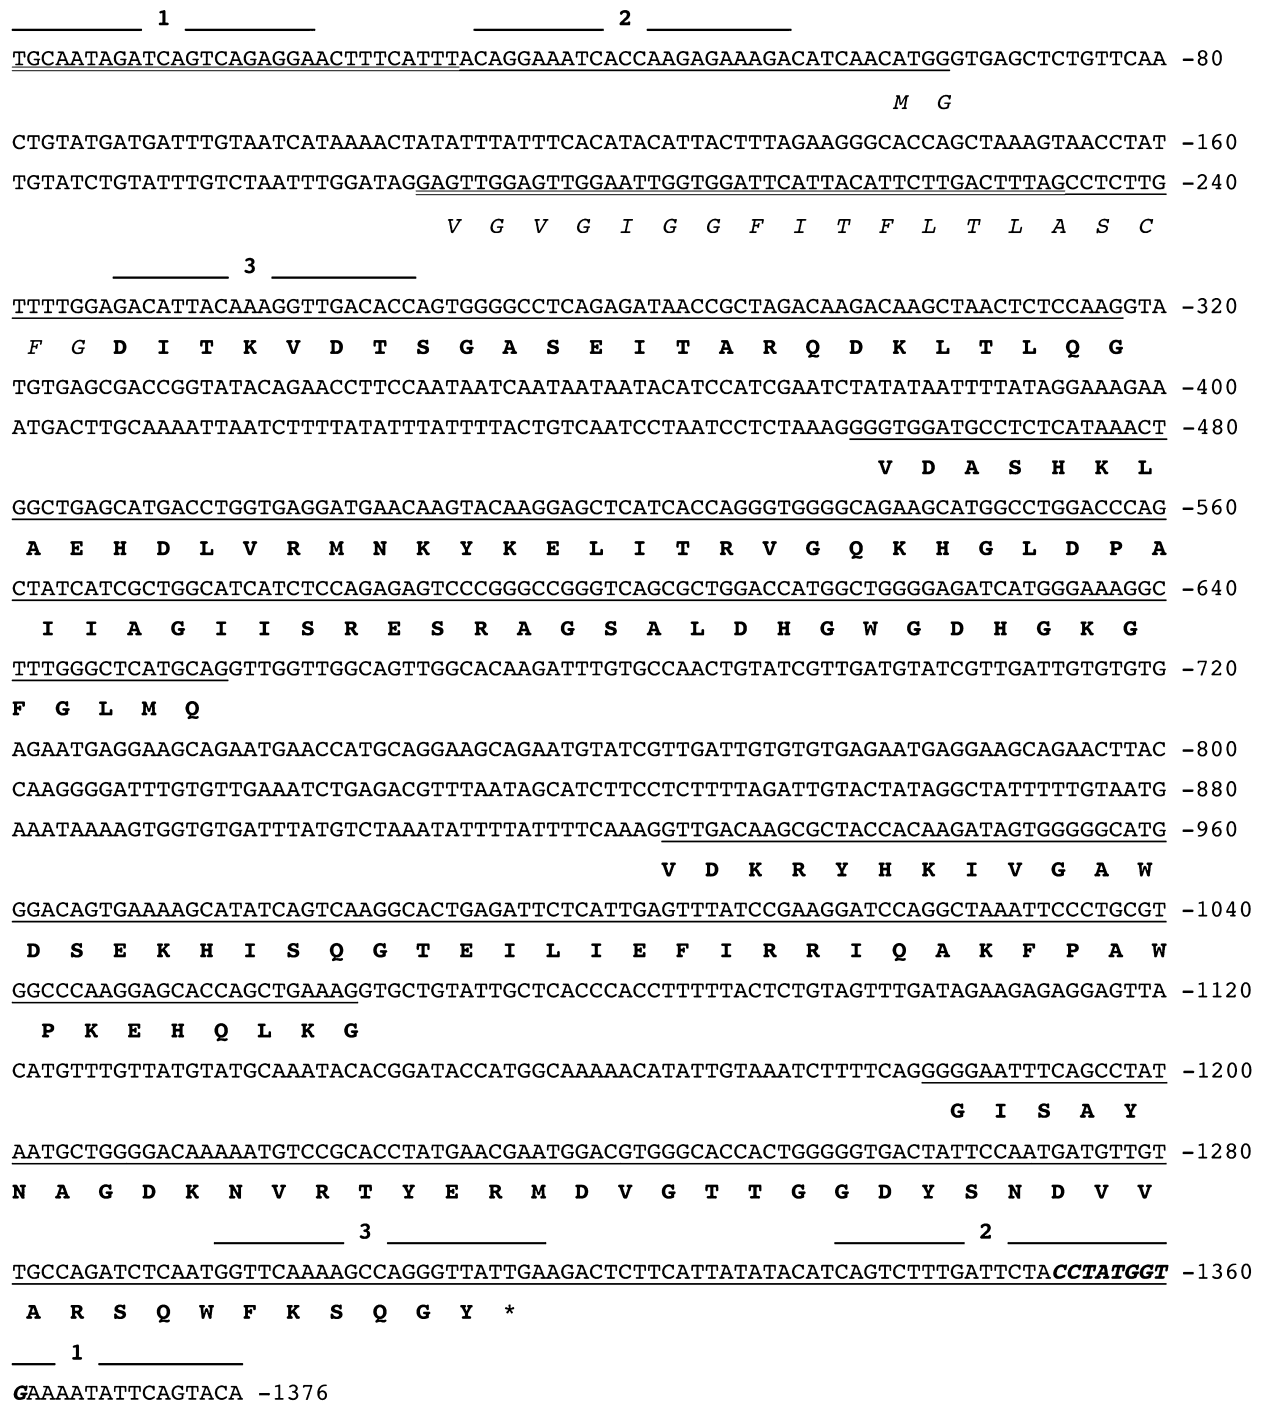 1 2
TGCAATAGATCAGTCAGAGGAACTTTCATTTACAGGAAATCACCAAGAGAAAGACATCAACATGGGTGAGCTCTGTTCAA -80
M G
CTGTATGATGATTTGTAATCATAAAACTATATTTATTTCACATACATTACTTTAGAAGGGCACCAGCTAAAGTAACCTAT -160
TGTATCTGTATTTGTCTAATTTGGATAGGAGTTGGAGTTGGAATTGGTGGATTCATTACATTCTTGACTTTAGCCTCTTG -240
V G V G I G G F I T F L T L A S C
3
TTTTGGAGACATTACAAAGGTTGACACCAGTGGGGCCTCAGAGATAACCGCTAGACAAGACAAGCTAACTCTCCAAGGTA -320
F G D I T K V D T S G A S E I T A R Q D K L T L Q G
TGTGAGCGACCGGTATACAGAACCTTCCAATAATCAATAATAATACATCCATCGAATCTATATAATTTTATAGGAAAGAA -400
ATGACTTGCAAAATTAATCTTTTATATTTATTTTACTGTCAATCCTAATCCTCTAAAGGGGTGGATGCCTCTCATAAACT -480
V D A S H K L
GGCTGAGCATGACCTGGTGAGGATGAACAAGTACAAGGAGCTCATCACCAGGGTGGGGCAGAAGCATGGCCTGGACCCAG -560
A E H D L V R M N K Y K E L I T R V G Q K H G L D P A
CTATCATCGCTGGCATCATCTCCAGAGAGTCCCGGGCCGGGTCAGCGCTGGACCATGGCTGGGGAGATCATGGGAAAGGC -640
I I A G I I S R E S R A G S A L D H G W G D H G K G
TTTGGGCTCATGCAGGTTGGTTGGCAGTTGGCACAAGATTTGTGCCAACTGTATCGTTGATGTATCGTTGATTGTGTGTG -720
F G L M Q
AGAATGAGGAAGCAGAATGAACCATGCAGGAAGCAGAATGTATCGTTGATTGTGTGTGAGAATGAGGAAGCAGAACTTAC -800
CAAGGGGATTTGTGTTGAAATCTGAGACGTTTAATAGCATCTTCCTCTTTTAGATTGTACTATAGGCTATTTTTGTAATG -880
AAATAAAAGTGGTGTGATTTATGTCTAAATATTTTATTTTCAAAGGTTGACAAGCGCTACCACAAGATAGTGGGGGCATG -960
V D K R Y H K I V G A W
GGACAGTGAAAAGCATATCAGTCAAGGCACTGAGATTCTCATTGAGTTTATCCGAAGGATCCAGGCTAAATTCCCTGCGT -1040
D S E K H I S Q G T E I L I E F I R R I Q A K F P A W
GGCCCAAGGAGCACCAGCTGAAAGGTGCTGTATTGCTCACCCACCTTTTTACTCTGTAGTTTGATAGAAGAGAGGAGTTA -1120
P K E H Q L K G
CATGTTTGTTATGTATGCAAATACACGGATACCATGGCAAAAACATATTGTAAATCTTTTCAGGGGGAATTTCAGCCTAT -1200
G I S A Y
AATGCTGGGGACAAAAATGTCCGCACCTATGAACGAATGGACGTGGGCACCACTGGGGGTGACTATTCCAATGATGTTGT -1280
N A G D K N V R T Y E R M D V G T T G G D Y S N D V V
3 2
TGCCAGATCTCAATGGTTCAAAAGCCAGGGTTATTGAAGACTCTTCATTATATACATCAGTCTTTGATTCTACCTATGGT -1360
A R S Q W F K S Q G Y *
1
GAAAATATTCAGTACA -1376